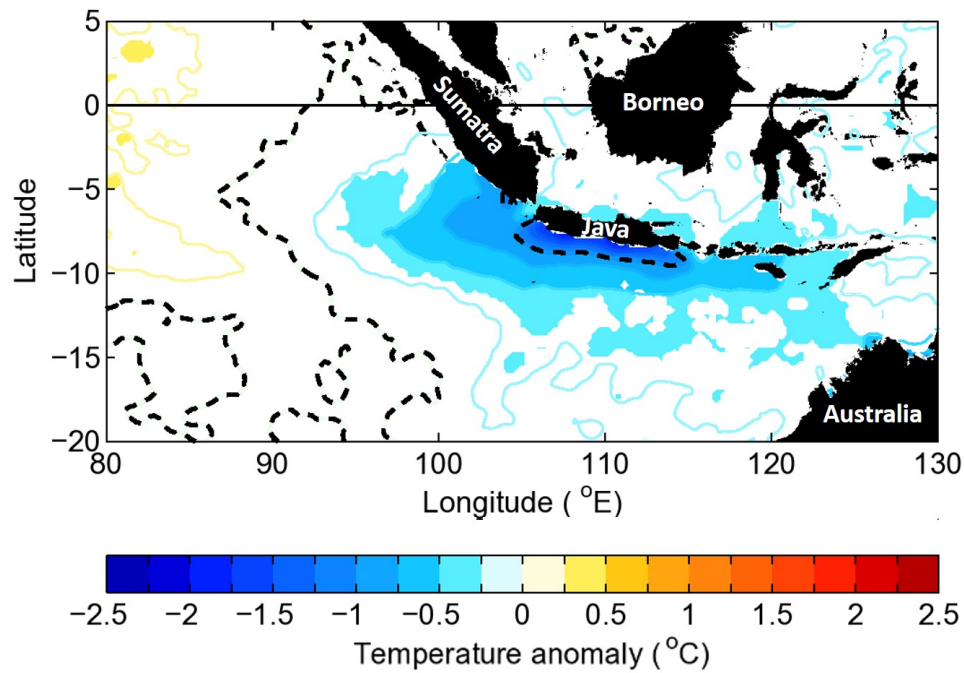 5
0
−5
−10
−15
−20
Latitude
Sumatra
Borneo
Java
Australia
80 90 100 110 120 130
Longitude ( °E)
−2.5 −2 −1.5 −1 −0.5 0 0.5 1 1.5 2 2.5
Temperature anomaly ( °C)